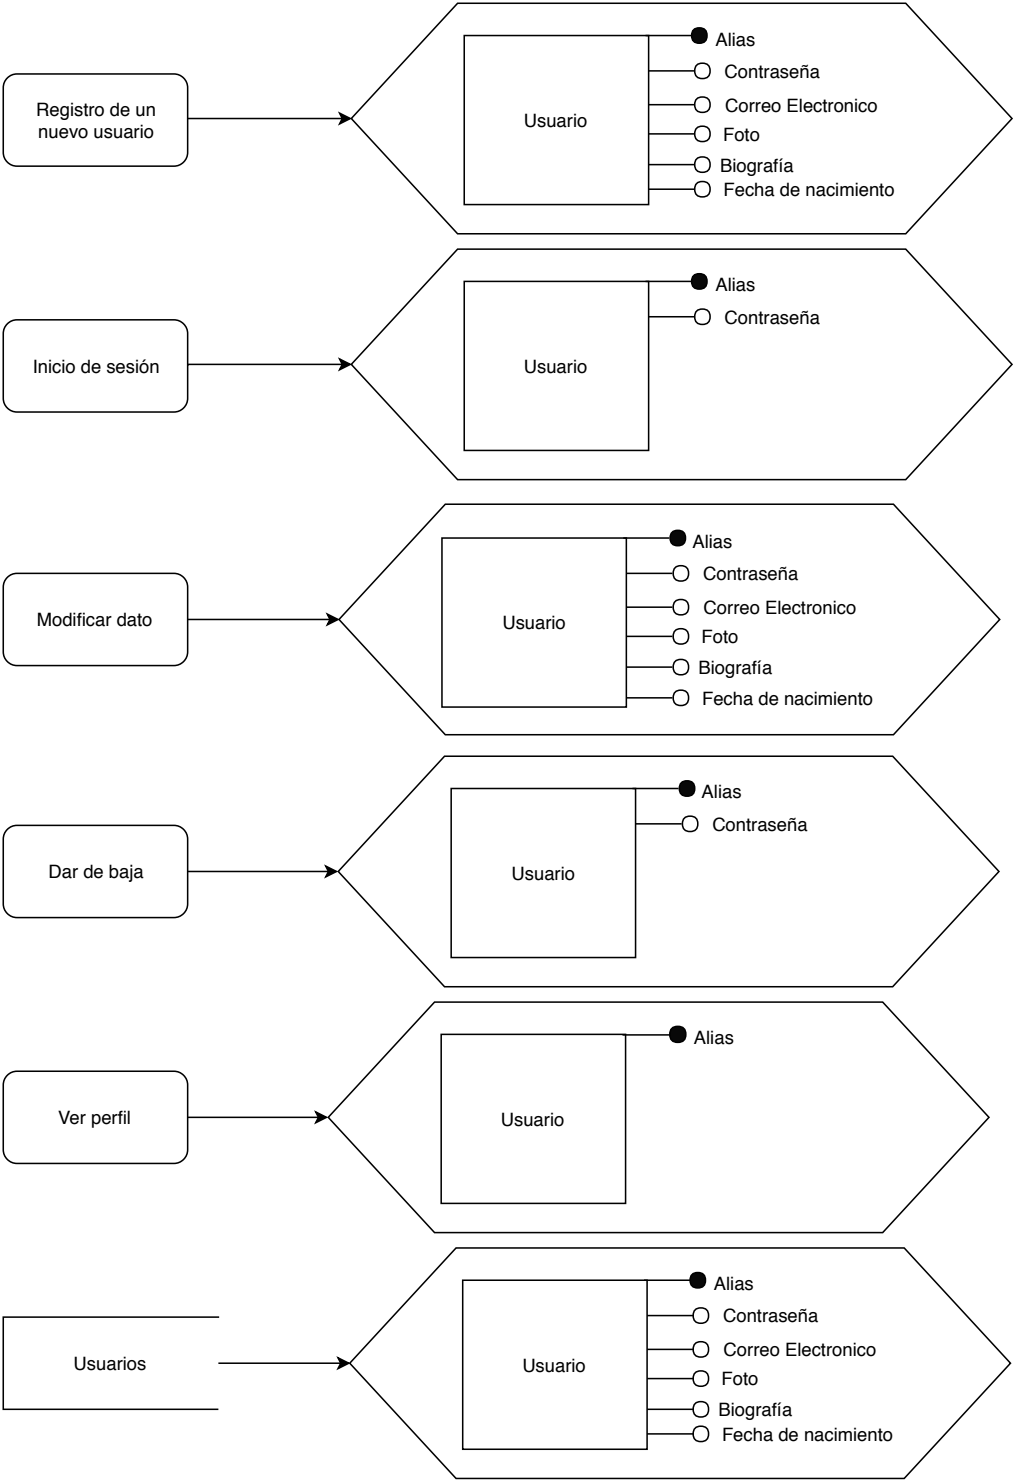 Registro de un
nuevo usuario
Usuario
Alias
Contraseña
Correo Electronico
Foto
Biografía
Fecha de nacimiento
Inicio de sesión
Usuario
Alias
Contraseña
Modificar dato
Usuario
Alias
Contraseña
Correo Electronico
Foto
Biografía
Fecha de nacimiento
Dar de baja
Usuario
Alias
Contraseña
Ver perfil
Usuario
Alias
Usuarios
Usuario
Alias
Contraseña
Correo Electronico
Foto
Biografía
Fecha de nacimiento